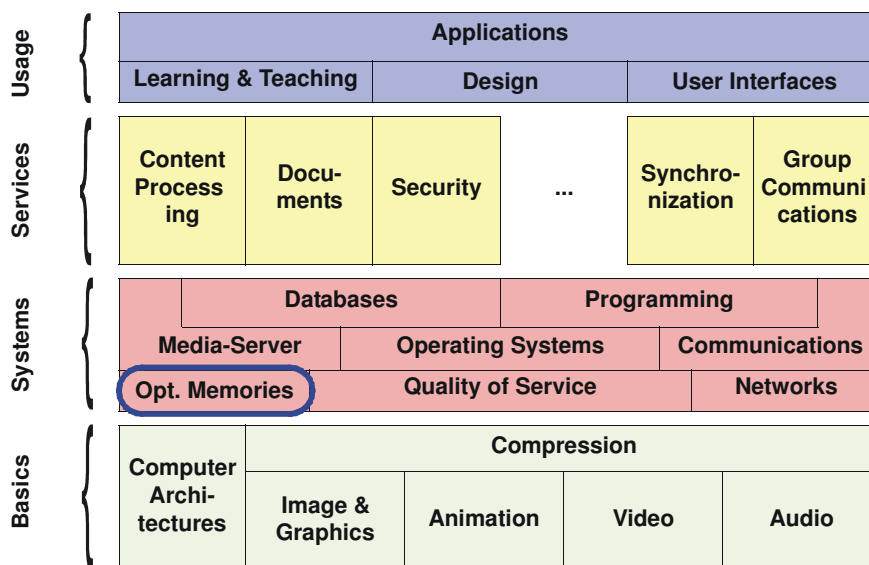 Usage
Applications
Learning & Teaching
Design
User Interfaces
Services
Content
Process
ing
Docu-
ments
Security
...
Synchro-
nization
Group
Communi
cations
Systems
Databases
Programming
Media-Server
Operating Systems
Communications
Opt. Memories
Quality of Service
Networks
Basics
Computer
Archi-
tectures
Compression
Image &
Graphics
Animation
Video
Audio